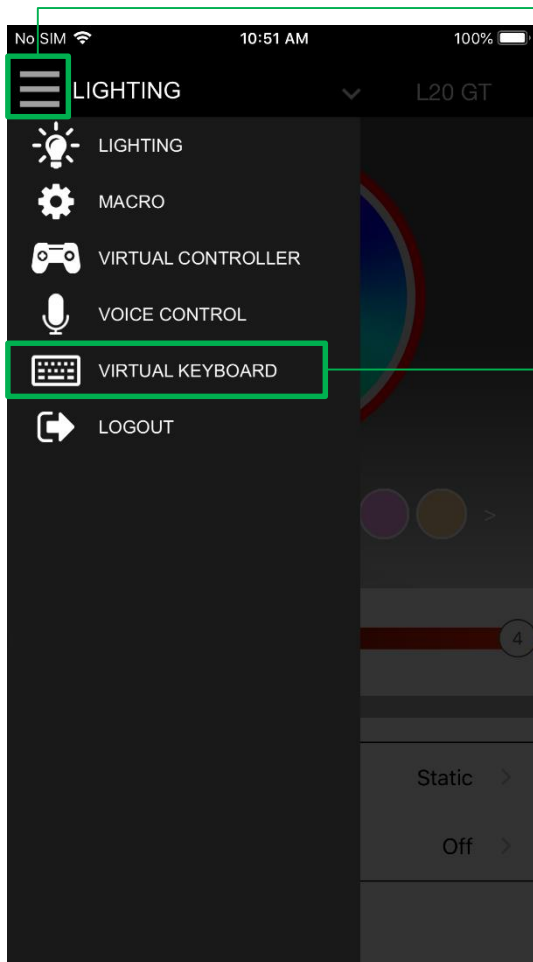 No SIM 10:51 AM 100%
LIGHTING L20 GT
LIGHTING
MACRO
VIRTUAL CONTROLLER
VOICE CONTROL
VIRTUAL KEYBOARD
LOGOUT
>
4
Static >
Off >